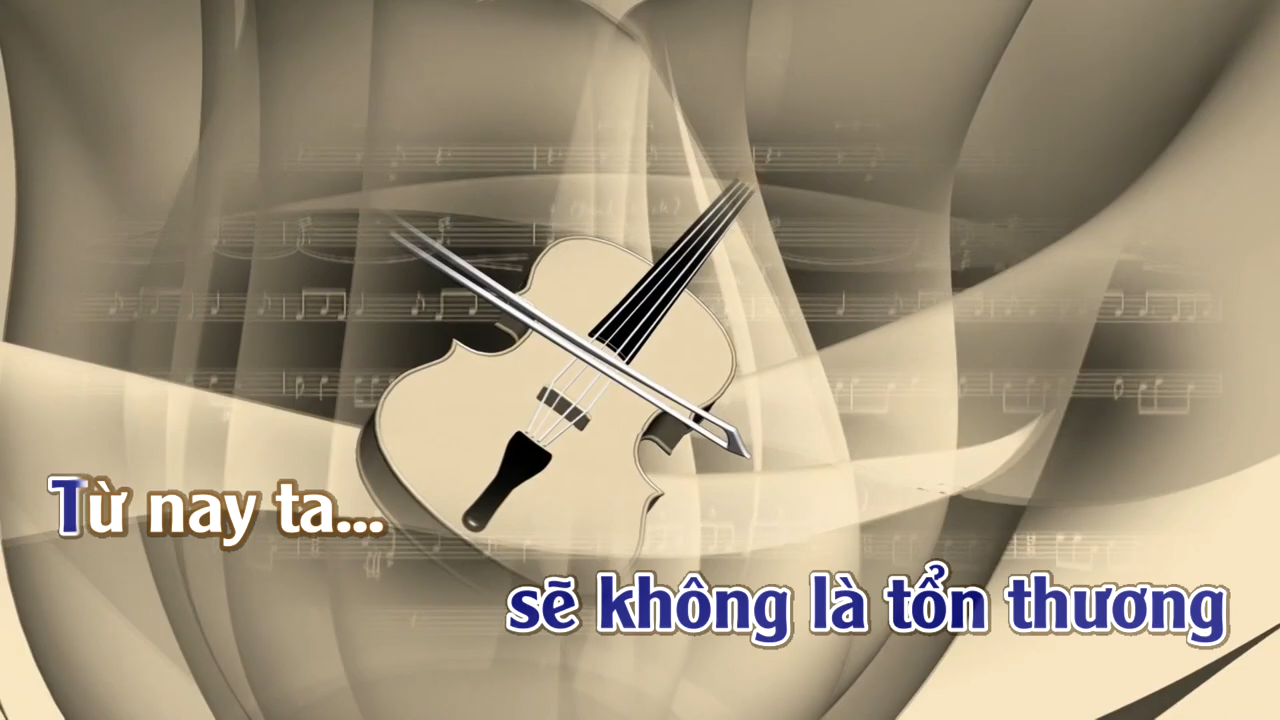 Từ nay ta...
sẽ không là tổn thương